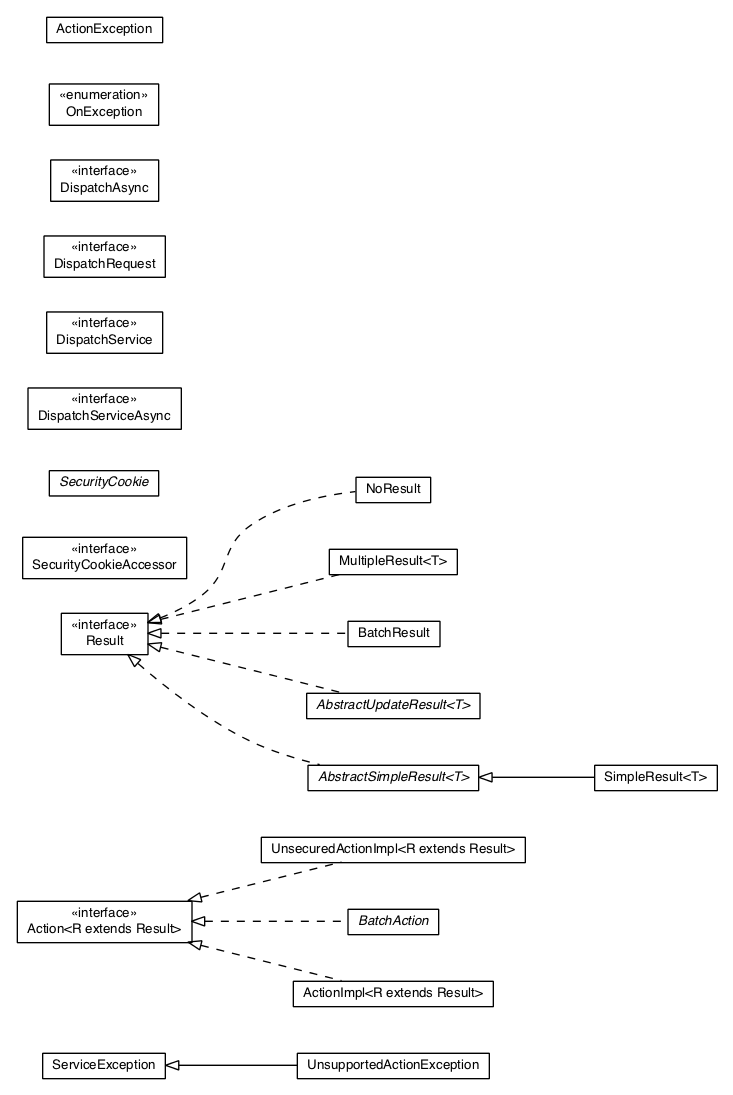 ActionException
«enumeration»
OnException
«interface»
DispatchAsync
«interface»
DispatchRequest
«interface»
DispatchService
«interface»
DispatchServiceAsync
SecurityCookie
NoResult
«interface»
SecurityCookieAccessor
MultipleResult<T>
«interface»
Result
BatchResult
AbstractUpdateResult<T>
AbstractSimpleResult<T>
SimpleResult<T>
UnsecuredActionImpl<R extends Result>
«interface»
Action<R extends Result>
BatchAction
ActionImpl<R extends Result>
ServiceException
UnsupportedActionException